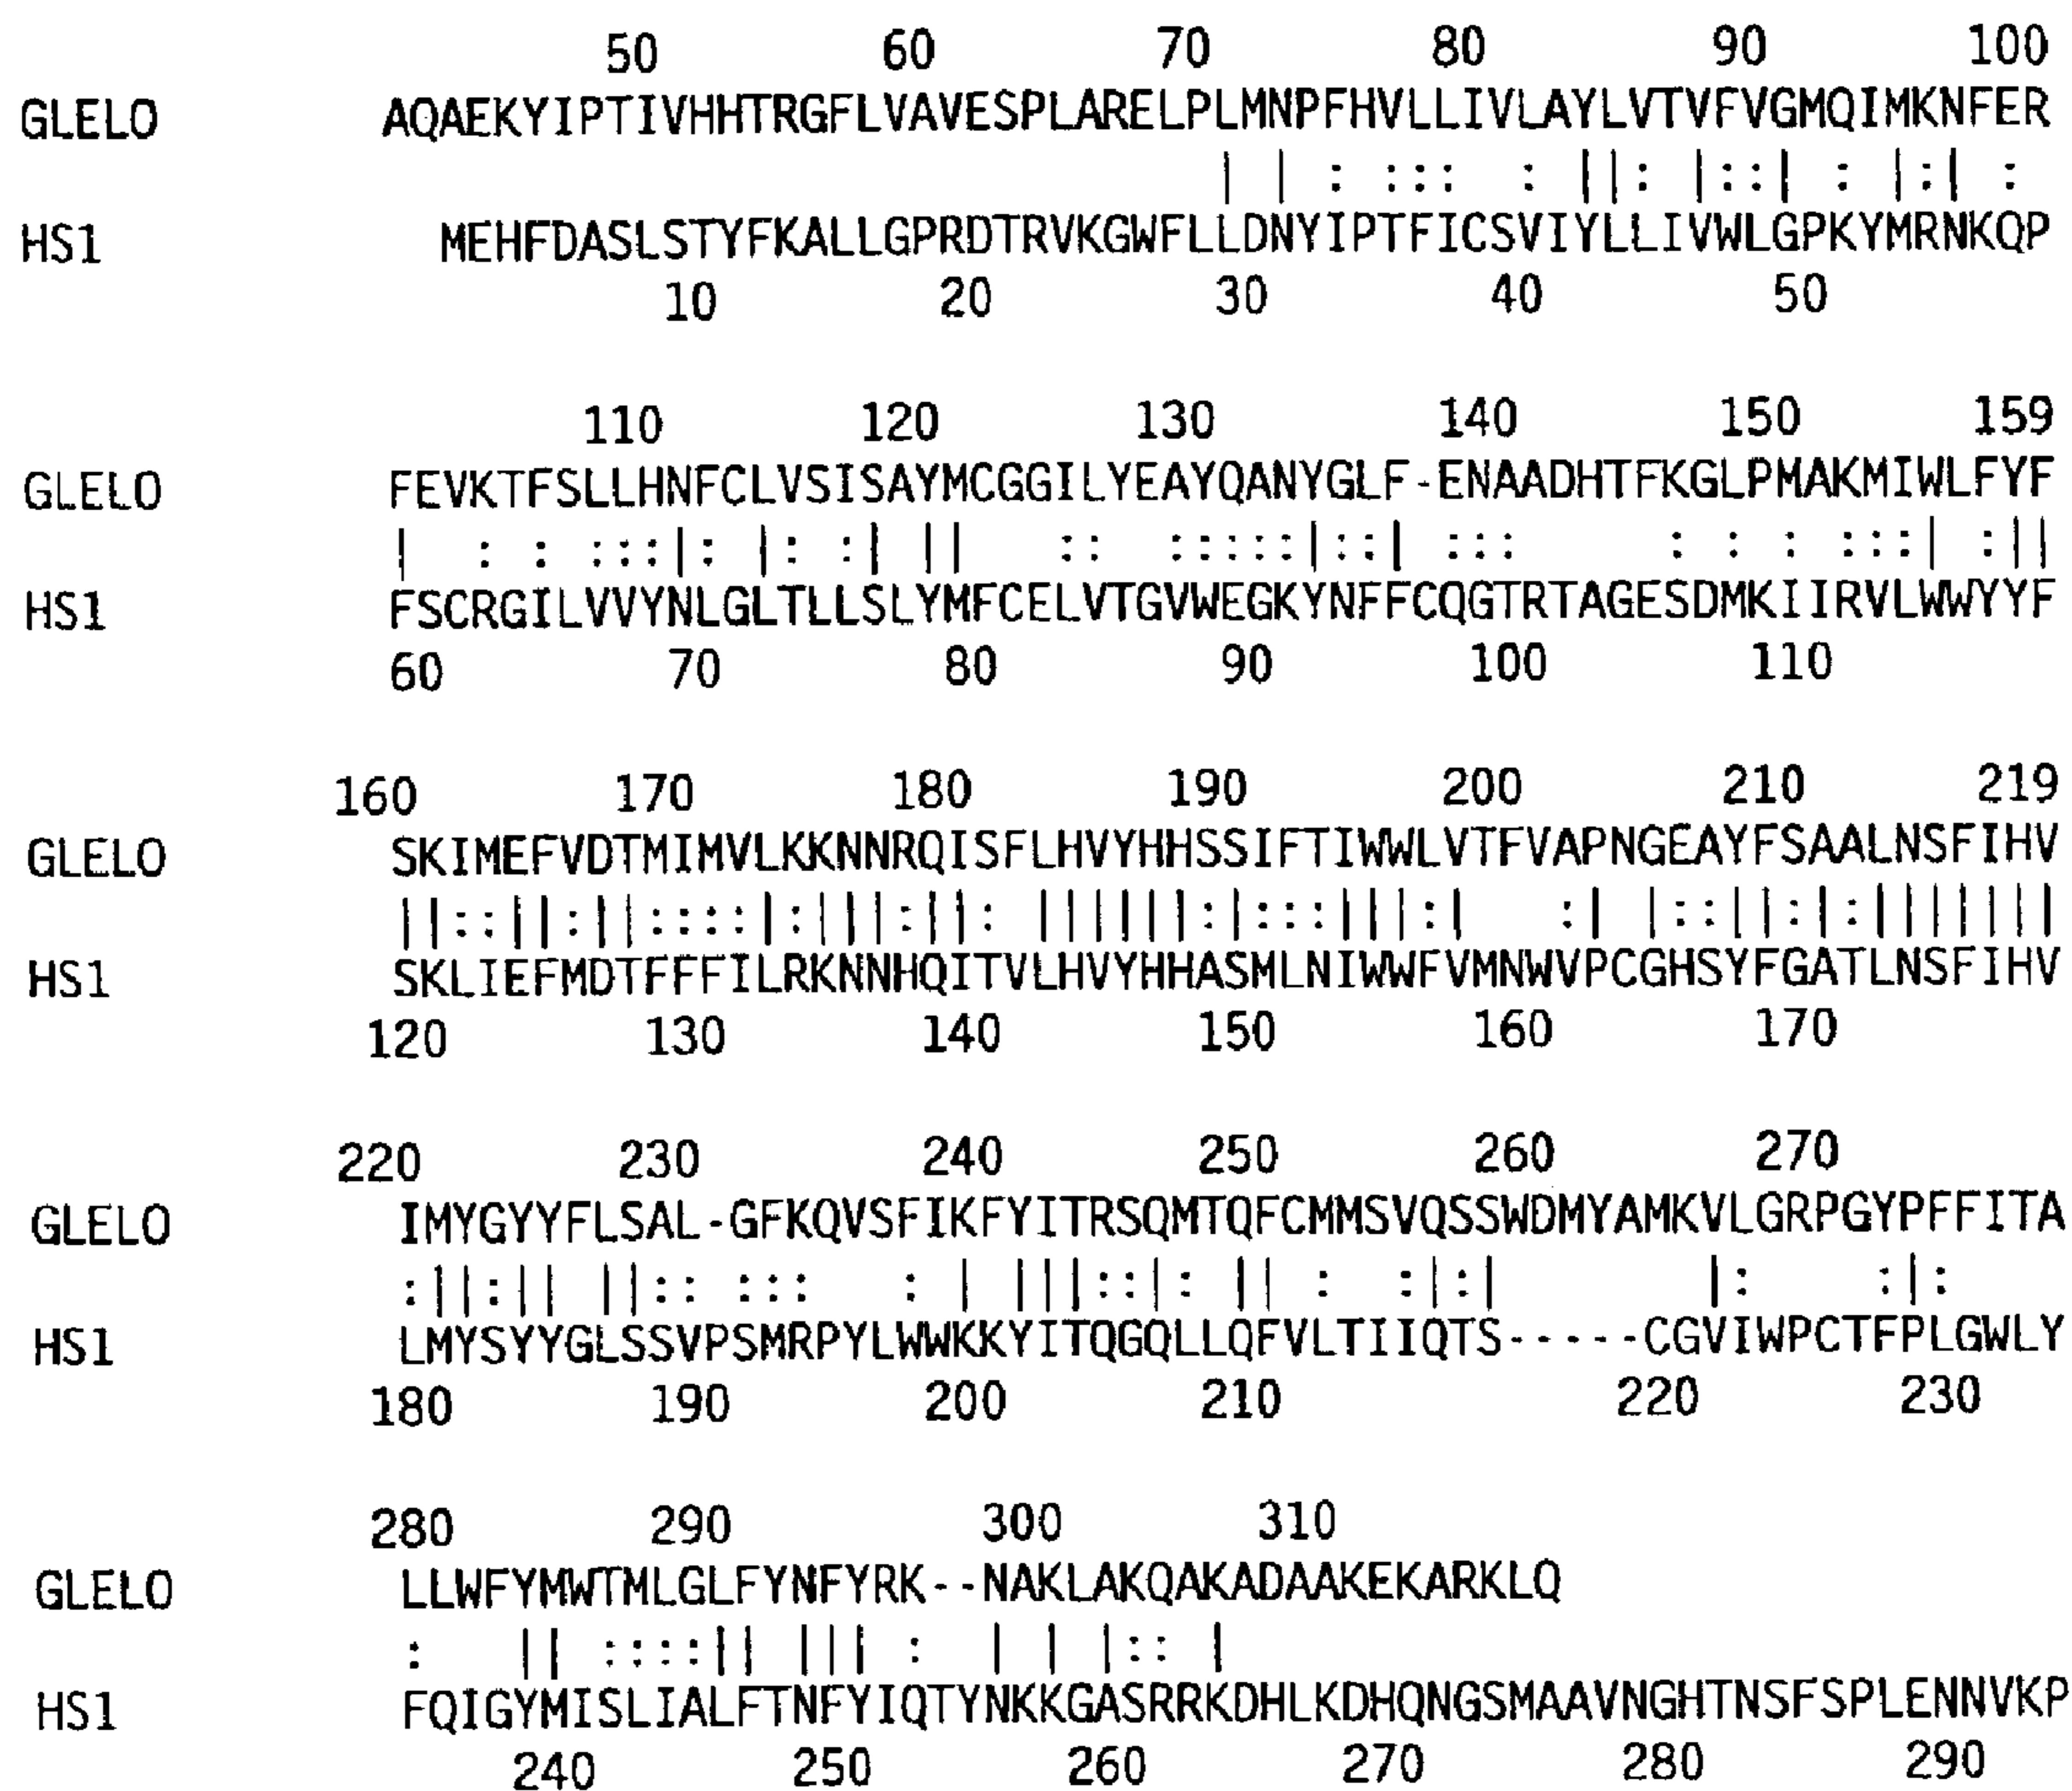 50 60 70 80 90 100
GLELO AQAEKYIPTIVHHTRGFLVAVESPLARELPLMNPFHVLLIVLAYLVTVFVGMQIMKNFER
| | : ::: : ||: |::| : |:| :
HS1 MEHFDASLSTYFKALLGPRDTRVKGWFLLDNYIPTFICSVIYLLIVWLGPKYMRNKQP
10 20 30 40 50
110 120 130 140 150 159
GLELO FEVKTFSLLHNFCLVSISAYMCGGILYEAYQANYGLF-ENAADHTFKGLPMAKMIWLFYF
| : : :::|: |: :| || :: :::::|::| ::: : : : :::| :||
HS1 FSCRGILVVYNLGLTLLSLYMFCELVTGVWEGKYNFFCQGTRTAGESDMKIIRVLWWYYF
60 70 80 90 100 110
160 170 180 190 200 210 219
GLELO SKIMEFVDTMIMVLKKNNRQISFLHVYHHSSIFTIWWLVTFVAPNGEAYFSAALNSFIHV
||::||:||::::|:|||:||: ||||||:|:::|||:| :| |::||:|:|||||||
HS1 SKLIEFMDTFFFILRKNNHQITVLHVYHHASMLNIWWFVMNWVPCGHSYFGATLNSFIHV
120 130 140 150 160 170
220 230 240 250 260 270
GLELO IMYGYYFLSAL-GFKQVSFIKFYITRSQMTQFCMMSVQSSWDMYAMKVLGRPGYPFFITA
:||:|| ||:: ::: : | |||::|: || : :|:| |: :|:
HS1 LMYSYYGLSSVPSMRPYLWWKKYITQGQLLQFVLTIIQTS-----CGVIWPCTFPLGWLY
180 190 200 210 220 230
280 290 300 310
GLELO LLWFYMWTMLGLFYNFYRK--NAKLAKQAKADAAKEKARKLQ
: || ::::|| ||| : | | |:: |
HS1 FQIGYMISLIALFTNFYIQTYNKKGASRRKDHLKDHQNGSMAAVNGHTNSFSPLENNVKP
240 250 260 270 280 290